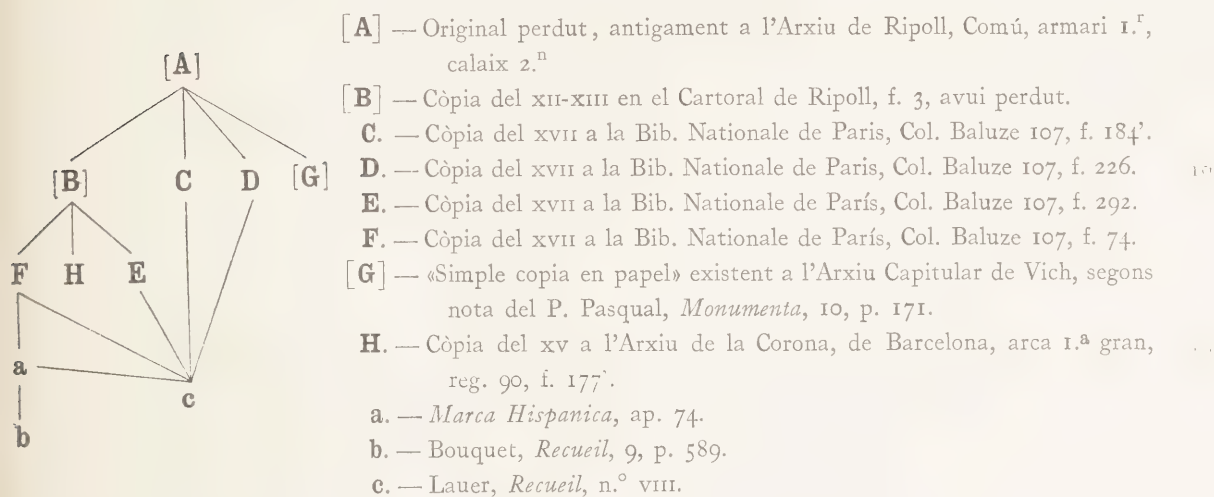 [A]
[B] C D [G]
F H E
a
c
b
[A] — Original perdut, antigament a l'Arxiu de Ripoll, Comú, armari 1.r,
calaix 2.n
[B] — Còpia del XII-XIII en el Cartoral de Ripoll, f. 3, avui perdut.
C. — Còpia del XVII a la Bib. Nationale de Paris, Col. Baluze 107, f. 184'.
D. — Còpia del XVII a la Bib. Nationale de Paris, Col. Baluze 107, f. 226.
E. — Còpia del XVII a la Bib. Nationale de París, Col. Baluze 107, f. 292.
F. — Còpia del XVII a la Bib. Nationale de París, Col. Baluze 107, f. 74.
[G] — «Simple copia en papel» existent a l'Arxiu Capitular de Vich, segons
nota del P. Pasqual, Monumenta, 10, p. 171.
H. — Còpia del XV a l'Arxiu de la Corona, de Barcelona, arca 1.ª gran,
reg. 90, f. 177'.
a. — Marca Hispanica, ap. 74.
b. — Bouquet, Recueil, 9, p. 589.
c. — Lauer, Recueil, n.° VIII.